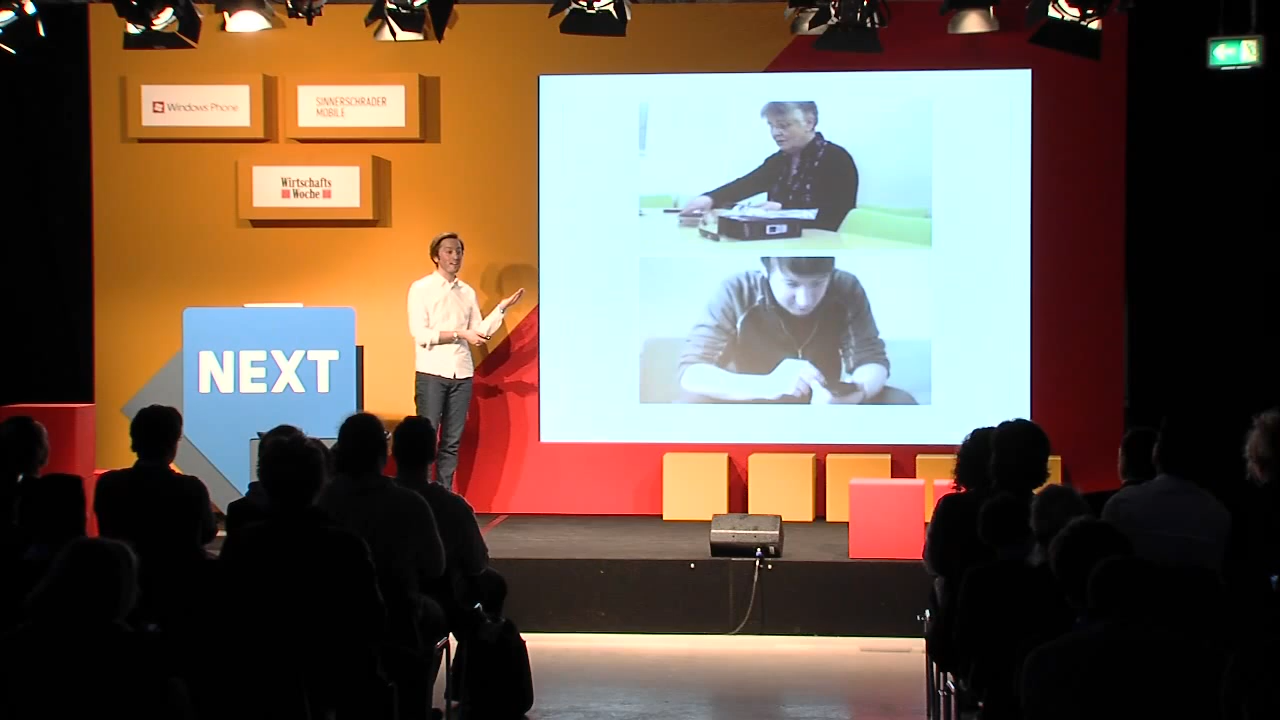 Windows Phone
SINNERSCHRADER
MOBILE
Wirtschafts
Woche
NEXT